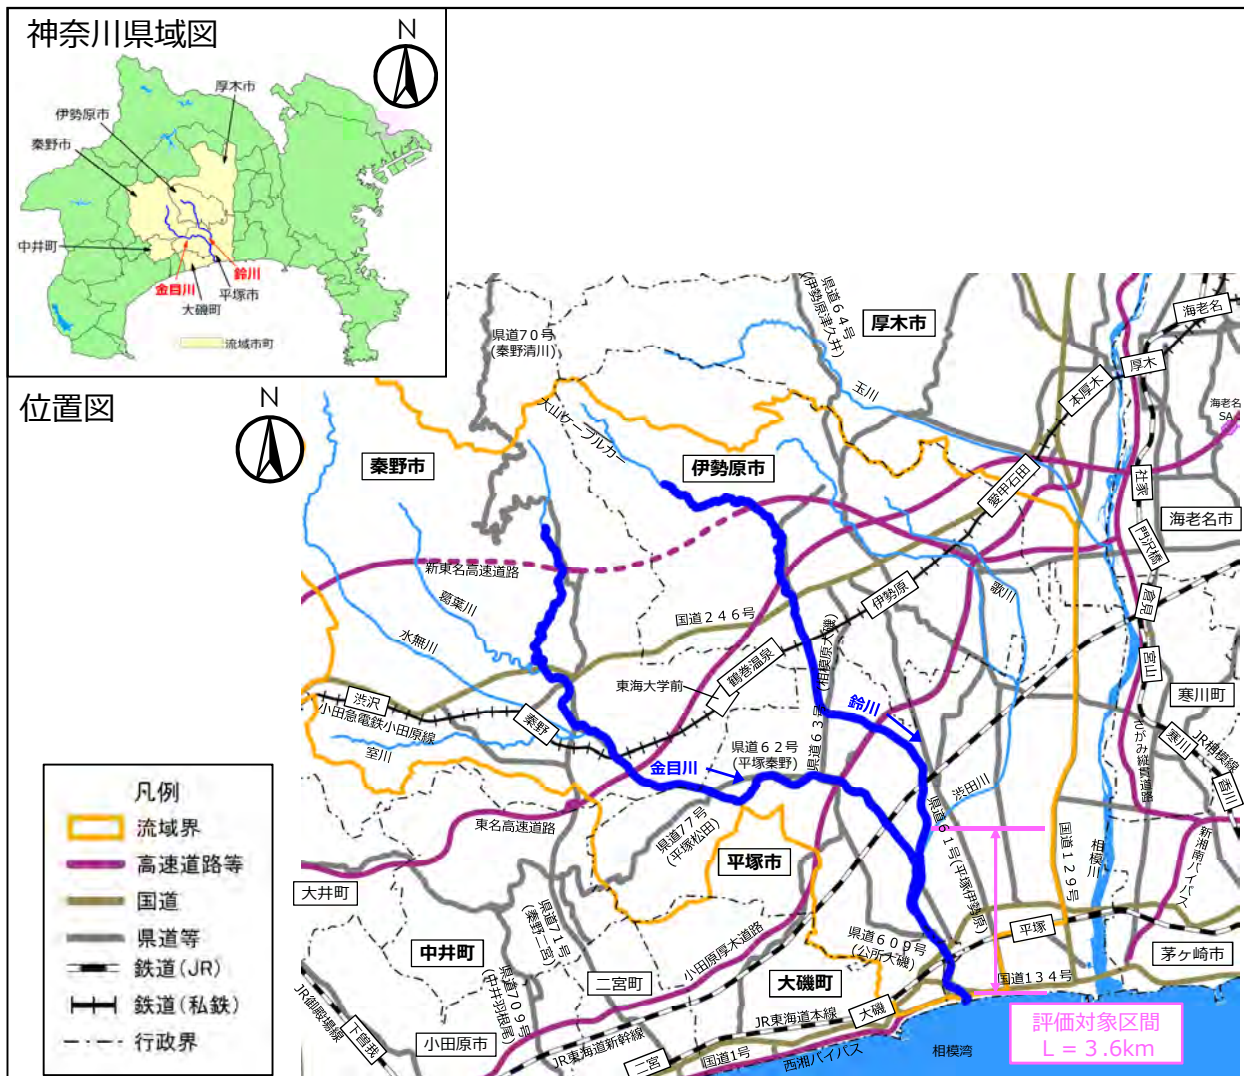 神奈川県域図
N
厚木市
伊勢原市
秦野市
中井町
金目川
鈴川
平塚市
大磯町
流域市町
位置図
N
県道70号
(秦野清川)
県道64号
(伊勢原津久井)
厚木市
海老名
厚木
本厚木
玉川
大山ケーブルカー
海老名
SA
秦野市
伊勢原市
愛甲石田
社家
海老名市
門沢橋
新東名高速道路
葛葉川
水無川
国道246号
伊勢原
歌川
倉見
宮山
寒川町
鶴巻温泉
東海大学前
県道63号(相模原大磯)
渋沢
小田急電鉄小田原線
秦野
室川
鈴川
金目川
県道62号
(平塚秦野)
さがみ縦貫道路
寒川
JR相模線
香川
渋田川
県道61号(平塚伊勢原)
国道129号
相模川
新湘南バイパス
東名高速道路
県道77号
(平塚松田)
平塚市
大井町
中井町
県道71号
(秦野二宮)
県道709号
(中井羽根尾)
二宮町
小田原厚木道路
大磯町
県道609号
(公所大磯)
平塚
茅ヶ崎市
国道134号
JR御殿場線
下曽我
小田原市
JR東海道新幹線
JR東海道本線
大磯
二宮
国道1号
西湘バイパス
相模湾
評価対象区間
L = 3.6km
凡例
流域界
高速道路等
国道
県道等
鉄道(JR)
鉄道(私鉄)
行政界